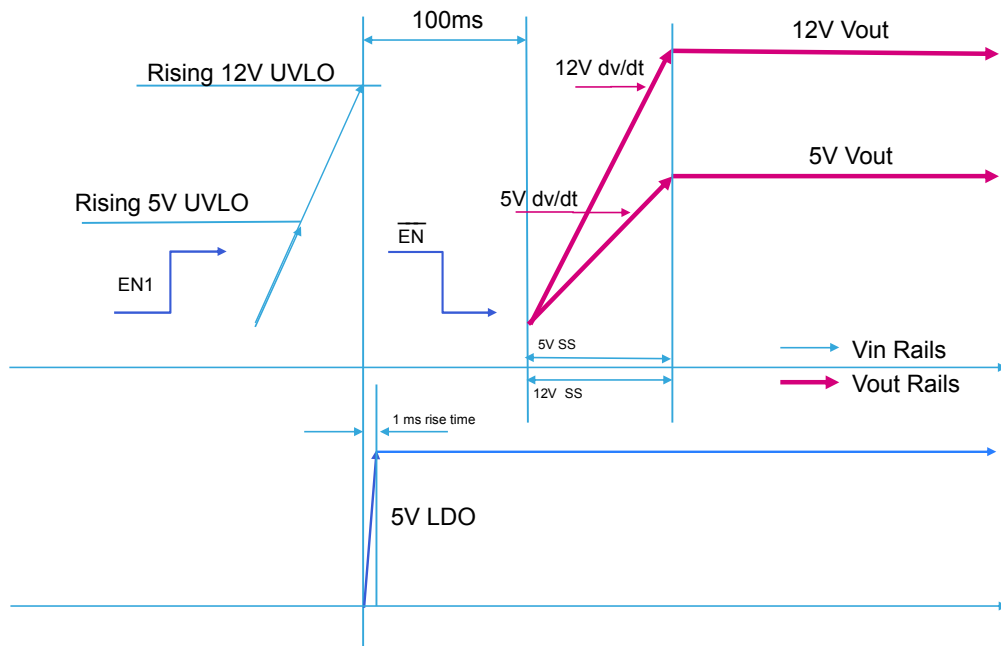 100ms
12V Vout
Rising 12V UVLO
12V dv/dt
5V Vout
Rising 5V UVLO
5V dv/dt
EN
EN1
5V SS
Vin Rails
12V SS
Vout Rails
1 ms rise time
5V LDO